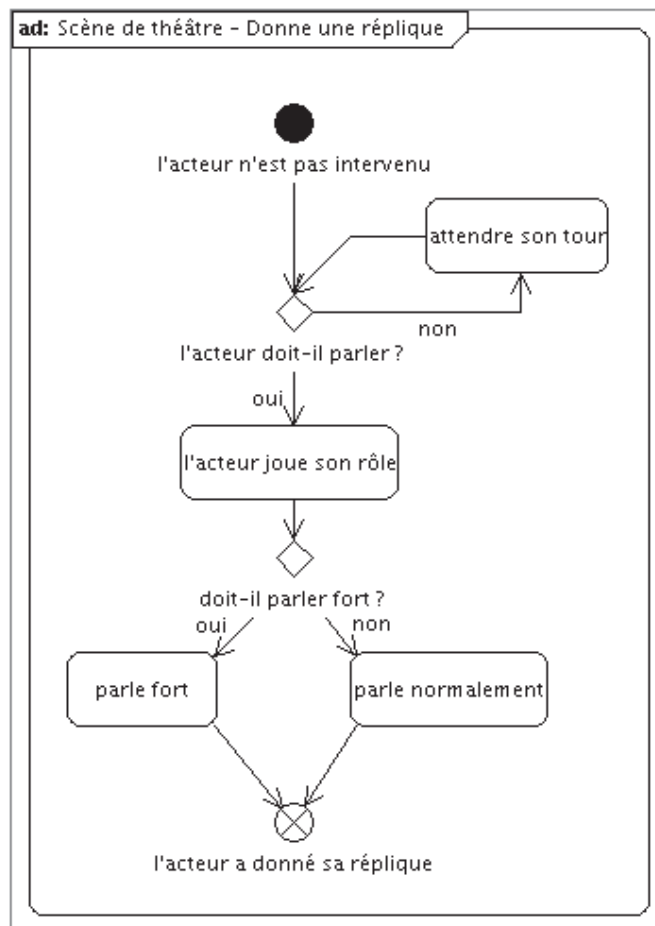 ad: Scène de théâtre – Donne une réplique
l'acteur n'est pas intervenu
attendre son tour
non
l'acteur doit-il parler ?
oui
l'acteur joue son rôle
doit-il parler fort ?
oui
non
parle fort
parle normalement
l'acteur a donné sa réplique